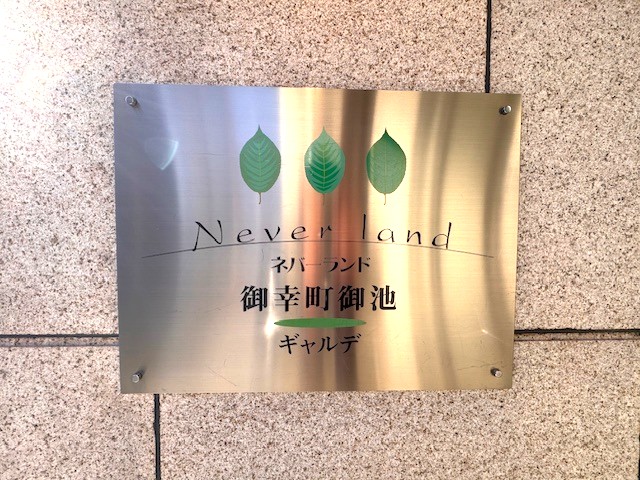 Never land
ネバーランド
御幸町御池
ギャルデ